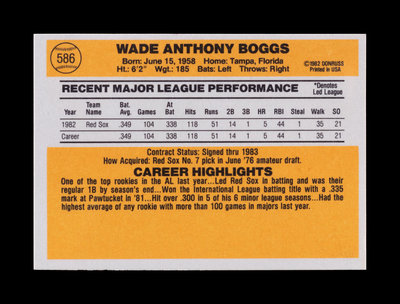 586
WADE ANTHONY BOGGS
Born: June 15, 1958 Home: Tampa, Florida
Ht.: 6'2" Wgt.: 185 Bats: Left Throws: Right
©1982 DONRUSS
Printed in USA
RECENT MAJOR LEAGUE PERFORMANCE
*Denotes
Led League
Year Team Name Bat. Avg. Games At Bat Hits Runs 2B 3B HR RBI Steal Walk SO
1982 Red Sox .349 104 338 118 51 14 1 5 44 1 35 21
Career .349 104 338 118 51 14 1 5 44 1 35 21
Contract Status: Signed thru 1983
How Acquired: Red Sox No. 7 pick in June '76 amateur draft.
CAREER HIGHLIGHTS
One of the top rookies in the AL last year...Led Red Sox in batting and was their
regular 1B by season's end...Won the International League batting title with a .335
mark at Pawtucket in '81...Hit over .300 in 5 of his 6 minor league seasons...Had the
highest average of any rookie with more than 100 games in majors last year.